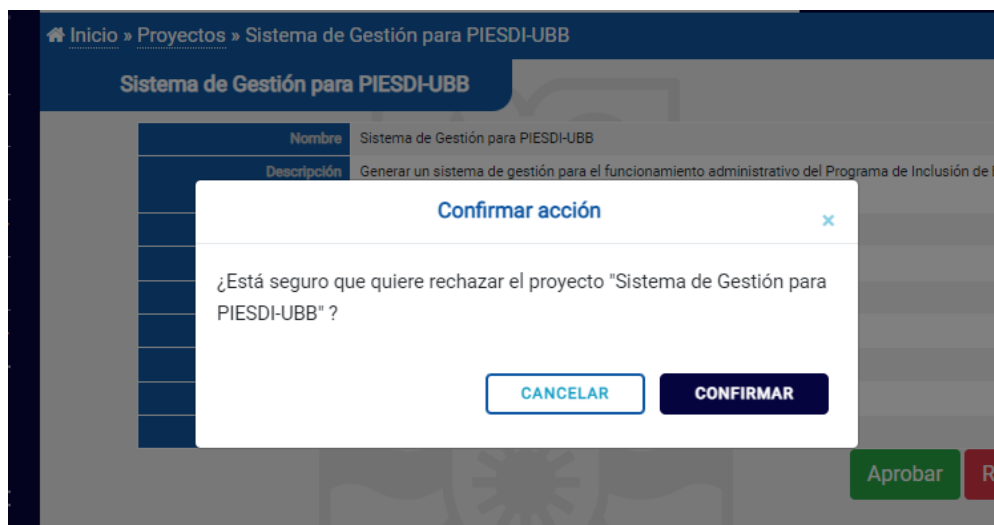 Inicio » Proyectos » Sistema de Gestión para PIESDI-UBB
Sistema de Gestión para PIESDI-UBB
Nombre Sistema de Gestión para PIESDI-UBB
Descripción Generar un sistema de gestión para el funcionamiento administrativo del Programa de Inclusión de
Confirmar acción
×
¿Está seguro que quiere rechazar el proyecto "Sistema de Gestión para
PIESDI-UBB" ?
CANCELAR CONFIRMAR
Aprobar R